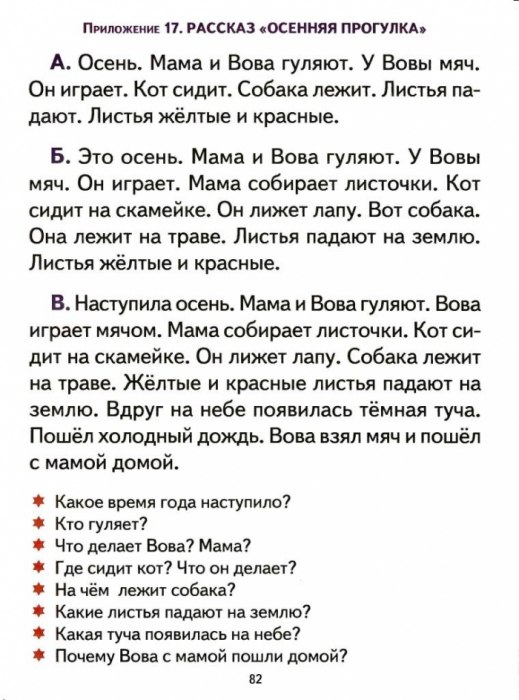 Приложение 17. РАССКАЗ «ОСЕННЯЯ ПРОГУЛКА»
А. Осень. Мама и Вова гуляют. У Вовы мяч.
Он играет. Кот сидит. Собака лежит. Листья па-
дают. Листья жёлтые и красные.
Б. Это осень. Мама и Вова гуляют. У Вовы
мяч. Он играет. Мама собирает листочки. Кот
сидит на скамейке. Он лижет лапу. Вот собака.
Она лежит на траве. Листья падают на землю.
Листья жёлтые и красные.
В. Наступила осень. Мама и Вова гуляют. Вова
играет мячом. Мама собирает листочки. Кот си-
дит на скамейке. Он лижет лапу. Собака лежит
на траве. Жёлтые и красные листья падают на
землю. Вдруг на небе появилась тёмная туча.
Пошёл холодный дождь. Вова взял мяч и пошёл
с мамой домой.
Какое время года наступило?
Кто гуляет?
Что делает Вова? Мама?
Где сидит кот? Что он делает?
На чём лежит собака?
Какие листья падают на землю?
Какая туча появилась на небе?
Почему Вова с мамой пошли домой?
82